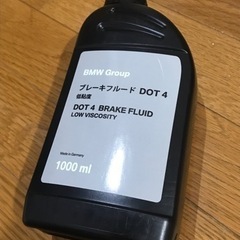 BMW Group
ブレーキフルード DOT 4
低粘度
DOT 4 BRAKE FLUID
LOW VISCOSITY
Made in Germany
1000 ml